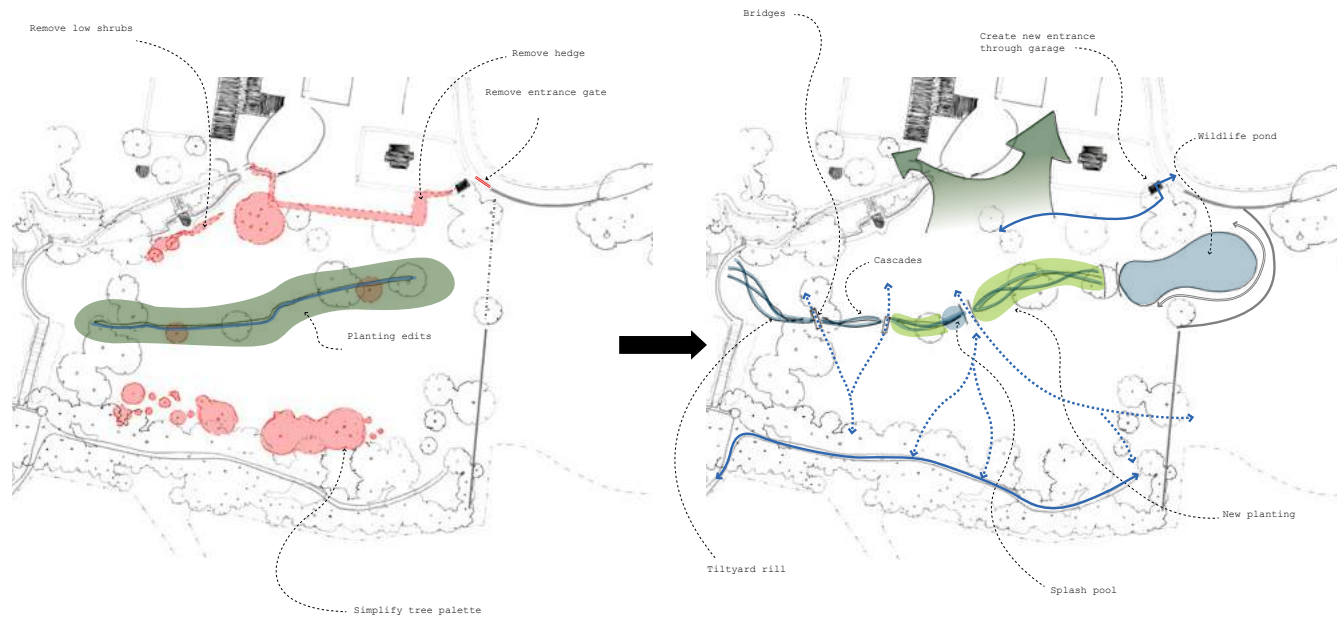 Remove low shrubs
Remove hedge
Remove entrance gate
Planting edits
Simplify tree palette
Bridges
Create new entrance
through garage
Wildlife pond
Cascades
New planting
Tiltyard rill
Splash pool